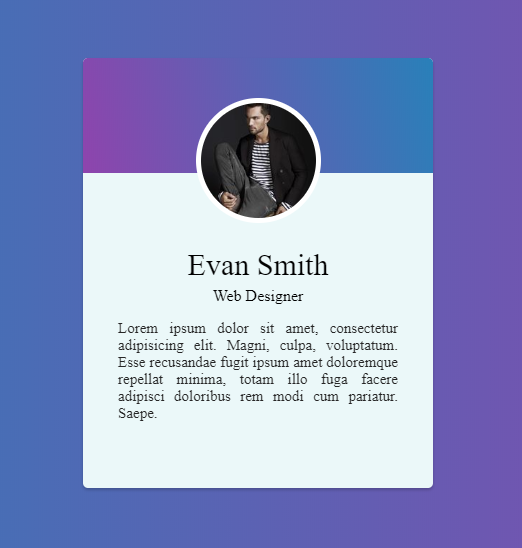 Evan Smith
Web Designer
Lorem ipsum dolor sit amet, consectetur
adipisicing elit. Magni, culpa, voluptatum.
Esse recusandae fugit ipsum amet doloremque
repellat minima, totam illo fuga facere
adipisci doloribus rem modi cum pariatur.
Saepe.